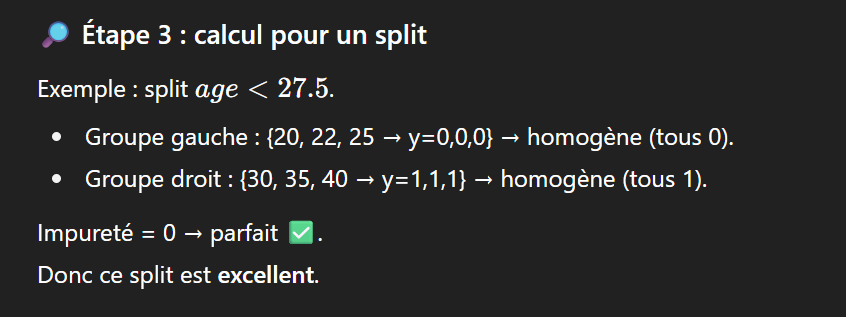 🔎 Étape 3 : calcul pour un split
Exemple : split age < 27.5.
• Groupe gauche : {20, 22, 25 → y=0,0,0} → homogène (tous 0).
• Groupe droit : {30, 35, 40 → y=1,1,1} → homogène (tous 1).
Impureté = 0 → parfait ✅.
Donc ce split est excellent.